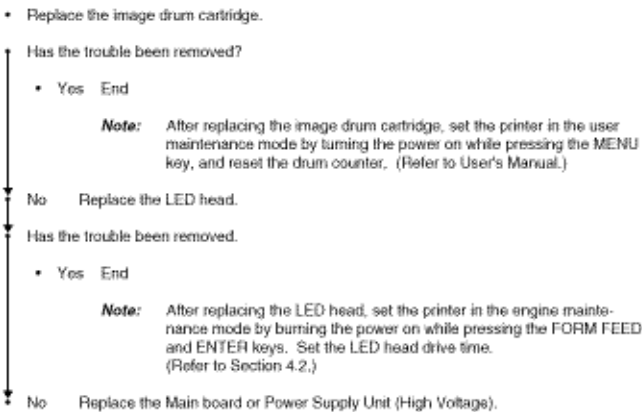 • Replace the image drum cartridge.
• Has the trouble been removed?
• Yes End
Note: After replacing the image drum cartridge, set the printer in the user
maintenance mode by turning the power on while pressing the MENU
key, and reset the drum counter. (Refer to User's Manual.)
• No Replace the LED head.
• Has the trouble been removed.
• Yes End
Note: After replacing the LED head, set the printer in the engine mainte-
nance mode by burning the power on while pressing the FORM FEED
and ENTER keys. Set the LED head drive time.
(Refer to Section 4.2.)
• No Replace the Main board or Power Supply Unit (High Voltage).